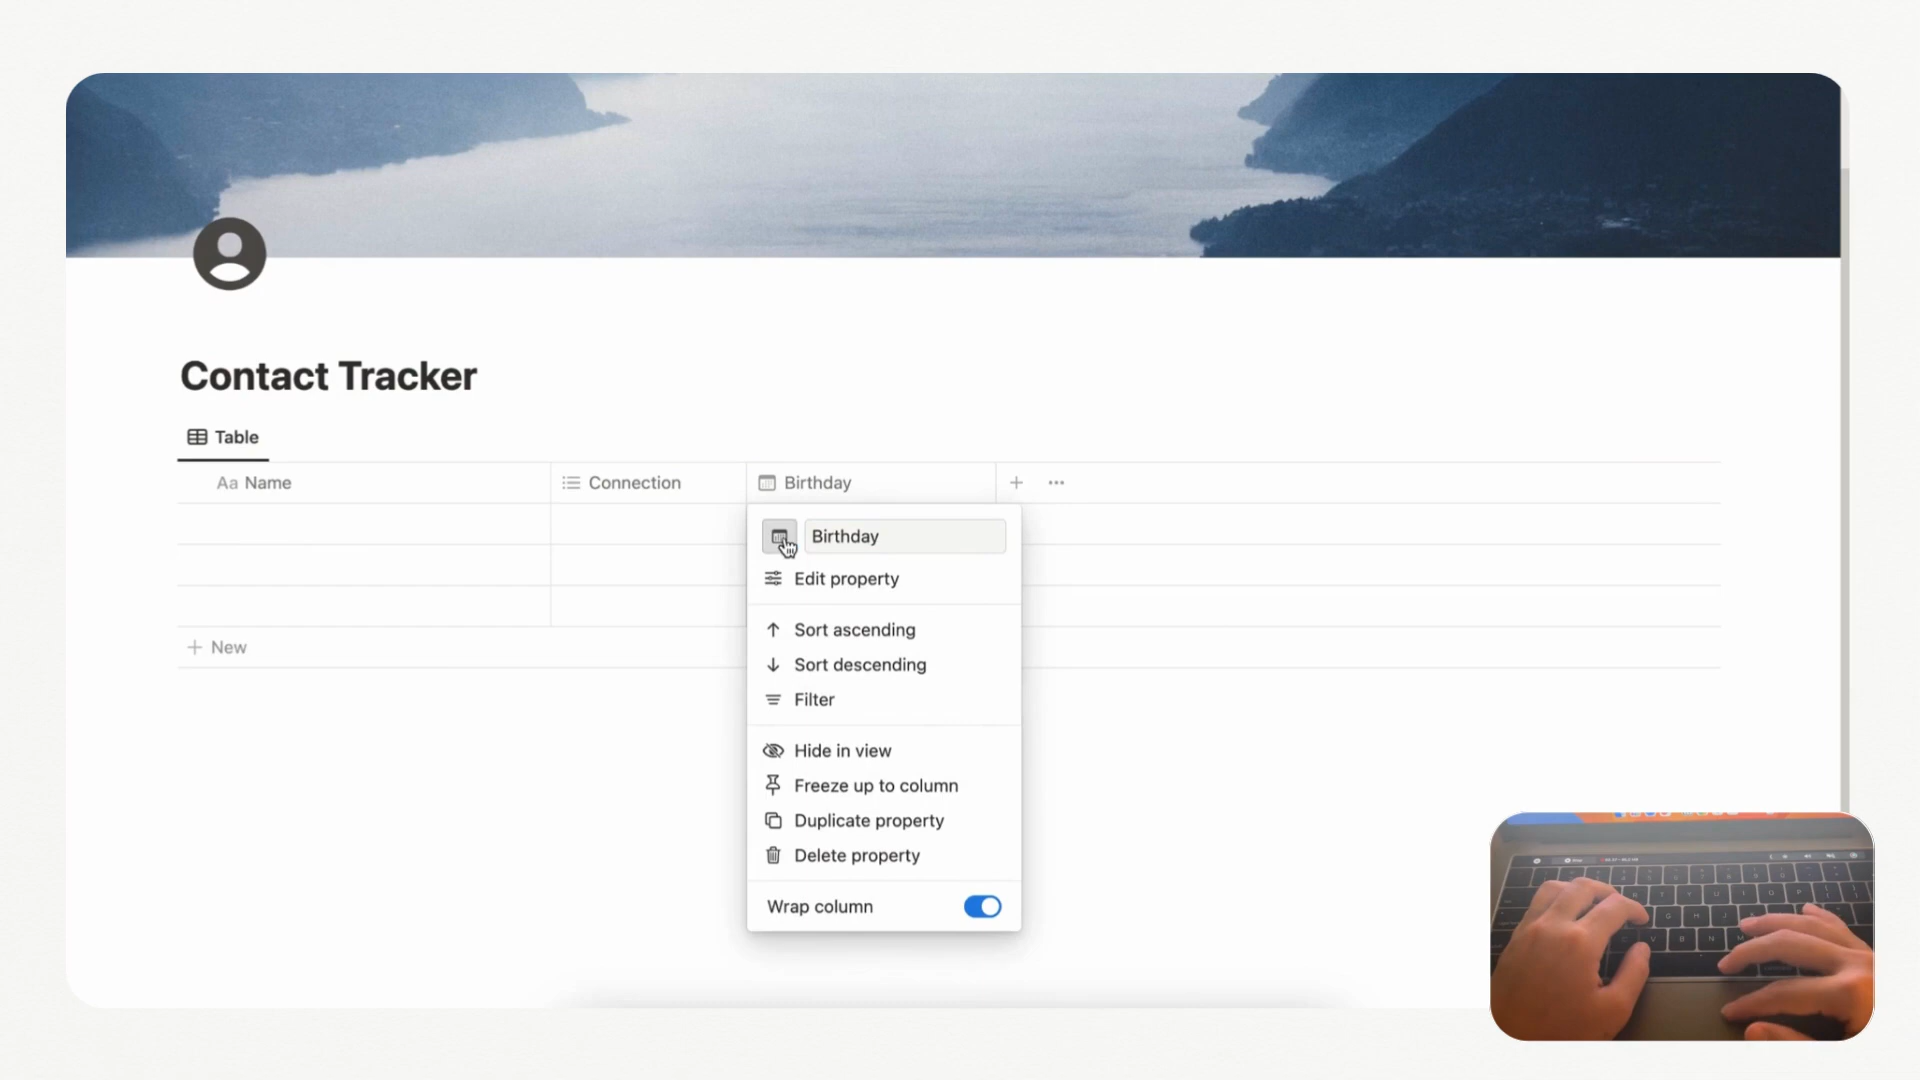 Contact Tracker
Table
Aa Name
Connection
Birthday
Birthday
Edit property
Sort ascending
Sort descending
Filter
New
Hide in view
Freeze up to column
Duplicate property
Delete property
Wrap column